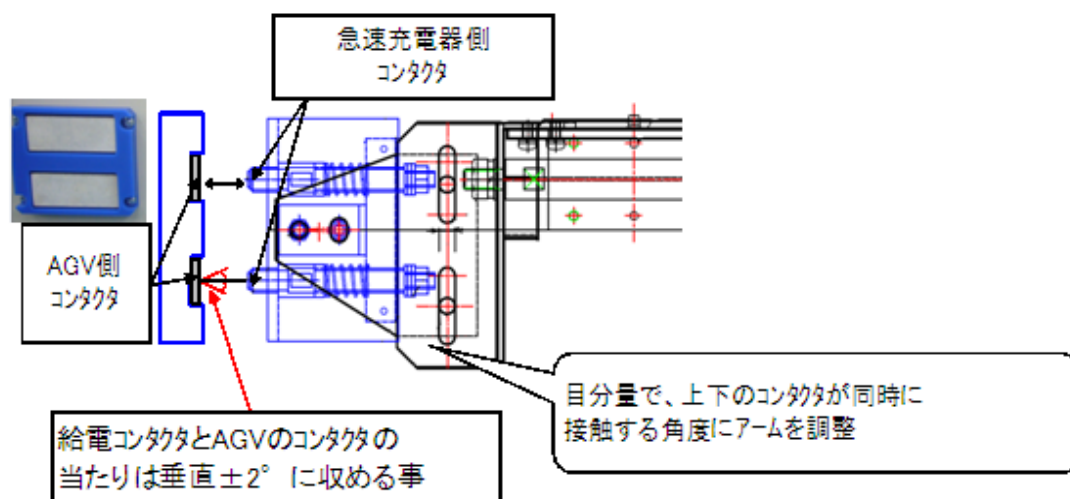 急速充電器側
コンタクタ
AGV側
コンタクタ
目分量で、上下のコンタクタが同時に
接触する角度にアームを調整
給電コンタクタとAGVのコンタクタの
当たりは垂直±2°に収める事